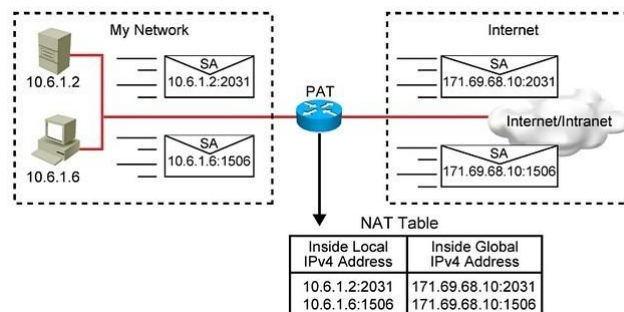 My Network
Internet
10.6.1.2
SA
10.6.1.2:2031
PAT
SA
171.69.68.10:2031
Internet/Intranet
10.6.1.6
SA
10.6.1.6:1506
SA
171.69.68.10:1506
NAT Table
Inside Local
IPv4 Address
Inside Global
IPv4 Address
10.6.1.2:2031
171.69.68.10:2031
10.6.1.6:1506
171.69.68.10:1506